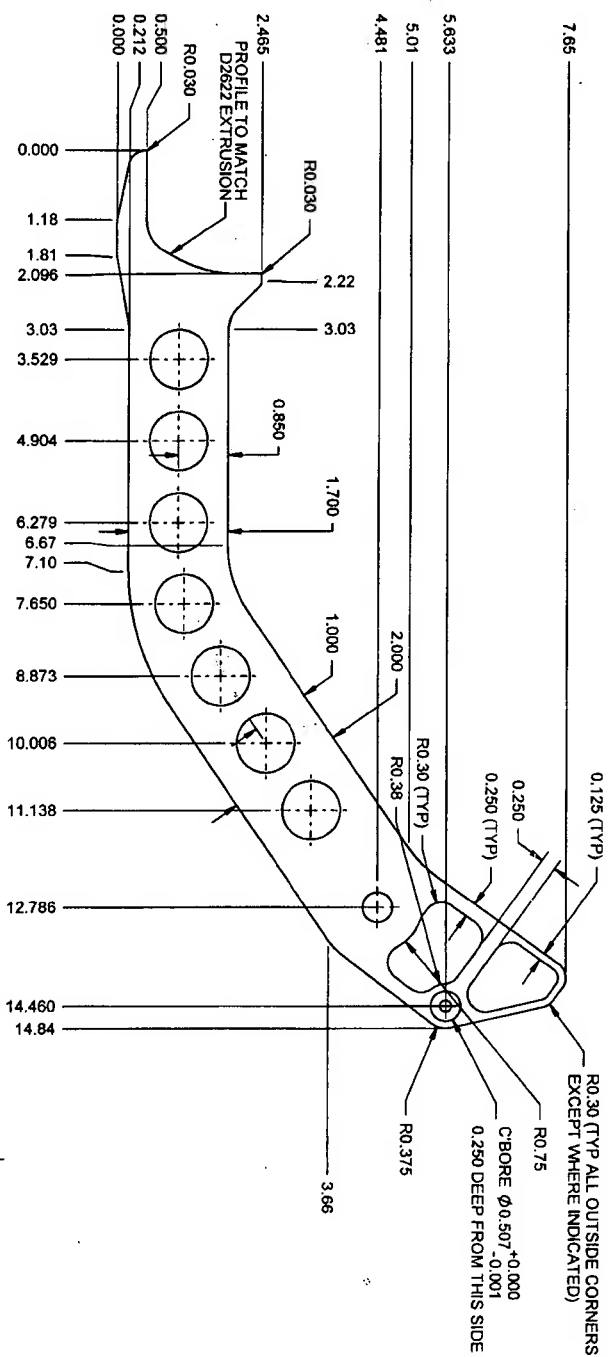 7.65
5.633
5.01
4.481
2.465
0.500
0.212
0.000
R0.030
PROFILE TO MATCH
D2622 EXTRUSION
R0.030
0.000
1.18
1.81
2.096
2.22
3.03
3.03
3.529
4.904
0.850
6.279
1.700
6.67
7.10
7.650
1.000
8.873
2.000
10.006
11.138
R0.38
R0.30 (TYP)
0.250 (TYP)
0.250
0.125 (TYP)
12.786
14.460
14.84
3.66
R0.375
C'BORE Ø0.507 +0.000
-0.001
0.250 DEEP FROM THIS SIDE
R0.75
R0.30 (TYP ALL OUTSIDE CORNERS
EXCEPT WHERE INDICATED)